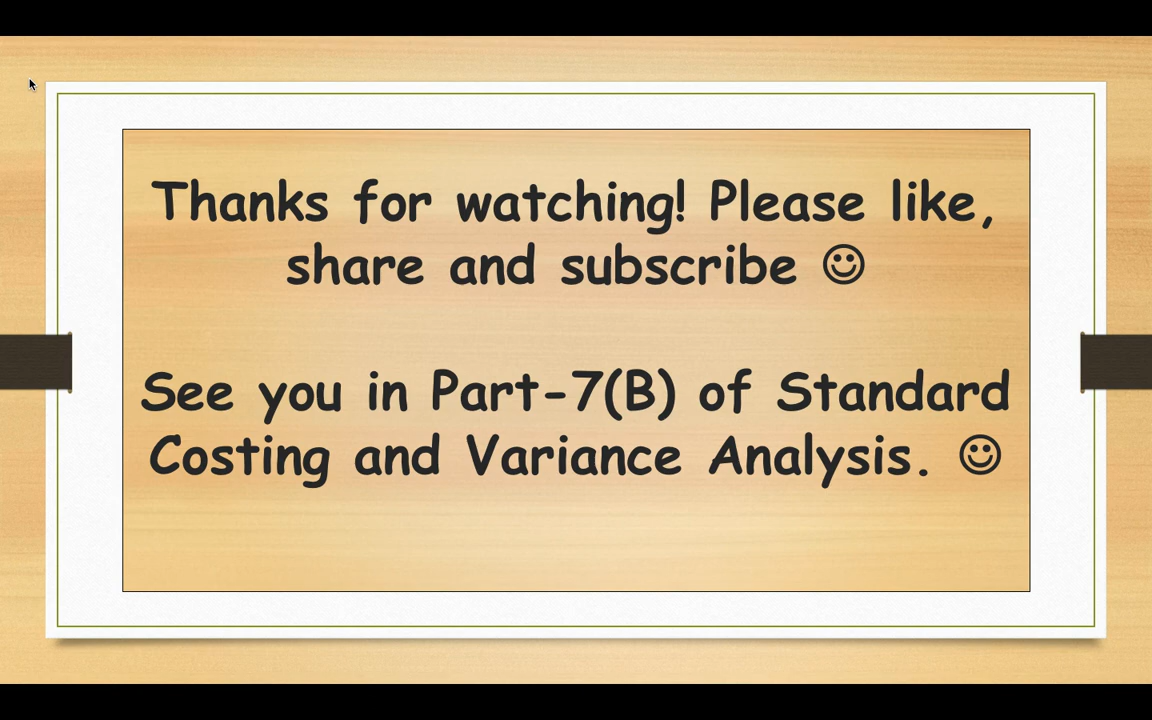 Thanks for watching! Please like,
share and subscribe ☺
See you in Part-7(B) of Standard
Costing and Variance Analysis. ☺